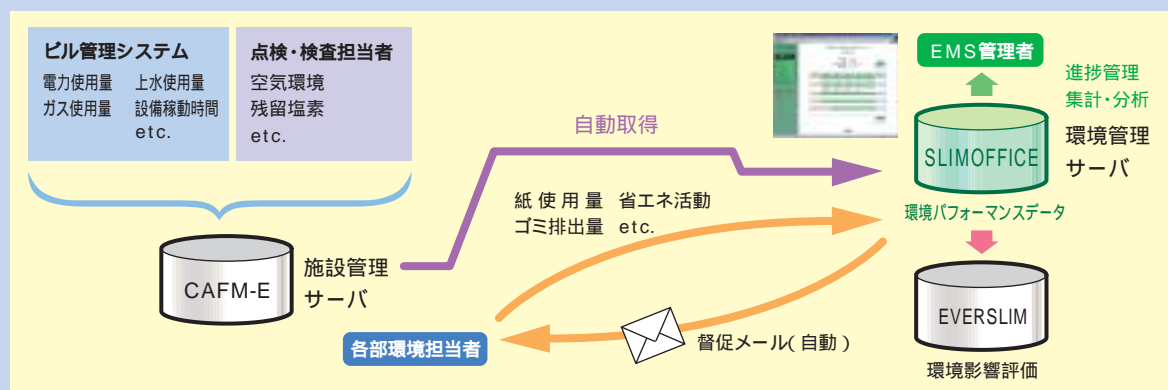 ビル管理システム
電力使用量 上水使用量
ガス使用量 設備稼動時間
etc.
点検・検査担当者
空気環境
残留塩素
etc.
自動取得
EMS管理者
進捗管理
集計・分析
SLIMOFFICE
環境管理
サーバ
環境パフォーマンスデータ
紙使用量 省エネ活動
ゴミ排出量 etc.
CAFM-E
施設管理
サーバ
EVERSLIM
環境影響評価
各部環境担当者
督促メール(自動)